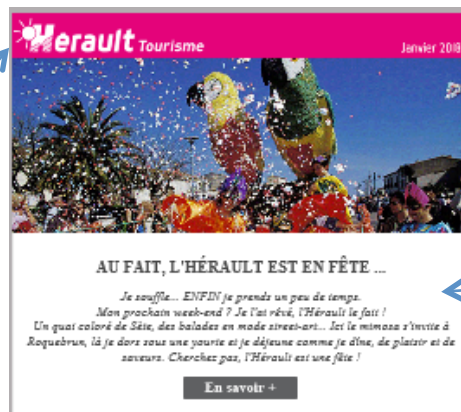 Herault Tourisme
Janvier 2018
AU FAIT, L'HÉRAULT EST EN FÊTE ...
Je souffle... ENFIN je prends un peu de temps.
Mon prochain week-end ? Je l'ai rêvé, l'Hérault le fait !
Un quai coloré de Sète, des balades en mode street-art... Ici le mimosa s'invite à
Roquebrun, là je dors sous une yourte et je déjeune comme je dîne, de plaisir et de
saveurs. Cherchez pas, l'Hérault est une fête !
En savoir +